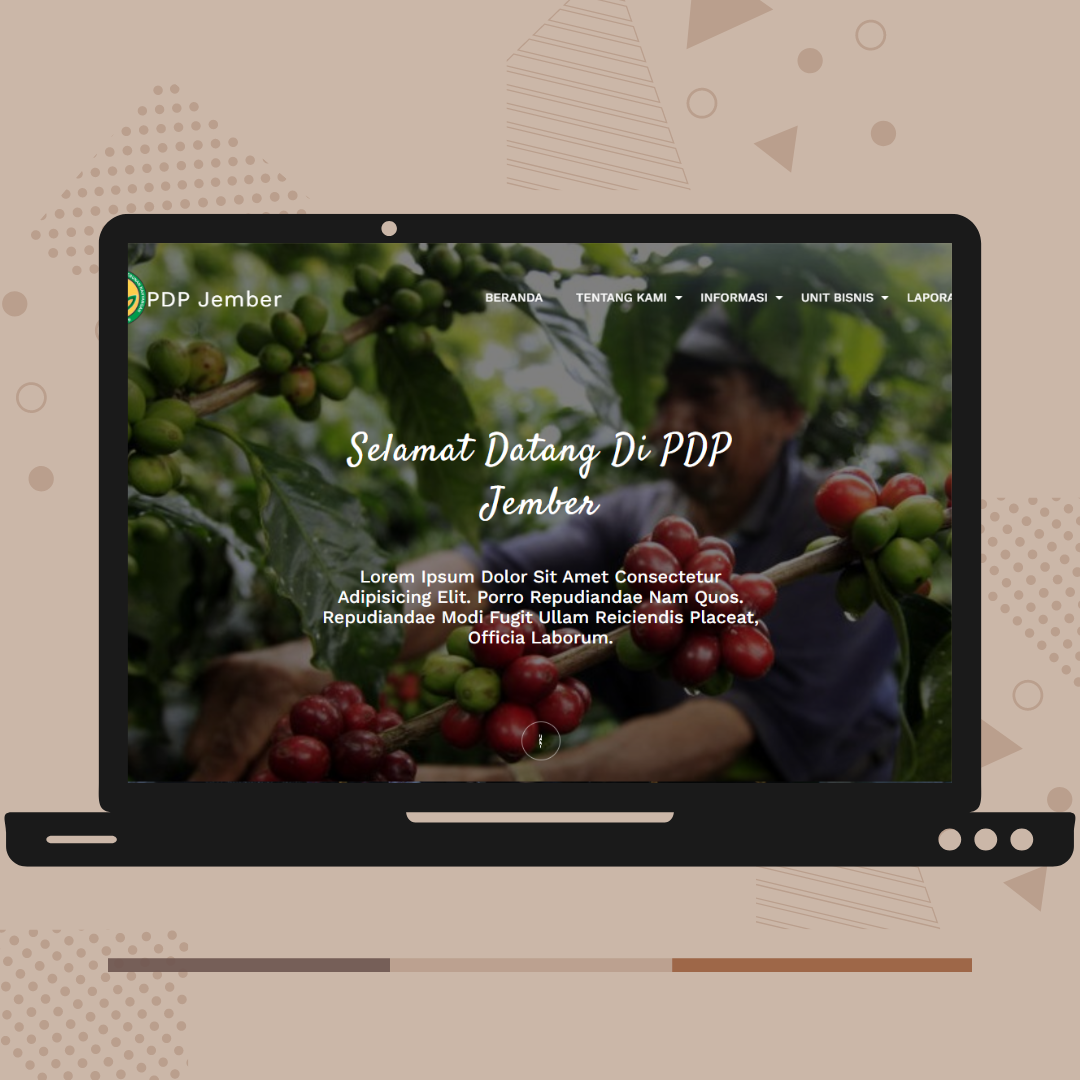 PDP Jember
BERANDA TENTANG KAMI INFORMASI UNIT BISNIS LAPORA
Selamat Datang Di PDP
Jember
Lorem Ipsum Dolor Sit Amet Consectetur
Adipisicing Elit. Porro Repudiandae Nam Quos.
Repudiandae Modi Fugit Ullam Reiciendis Placeat,
Officia Laborum.